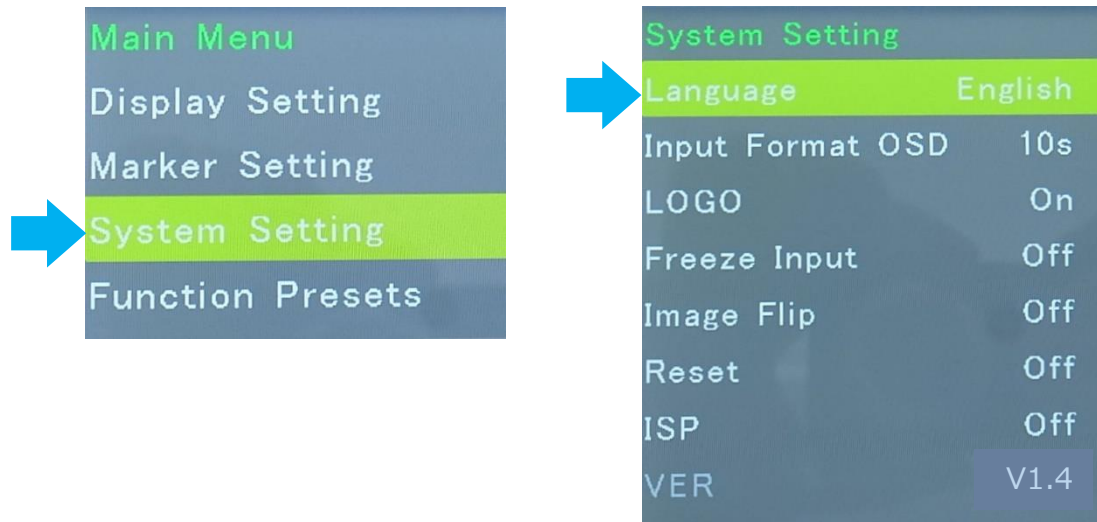 Main Menu
Display Setting
Marker Setting
System Setting
Function Presets
System Setting
Language English
Input Format OSD 10s
LOGO On
Freeze Input Off
Image Flip Off
Reset Off
ISP Off
VER V1.4